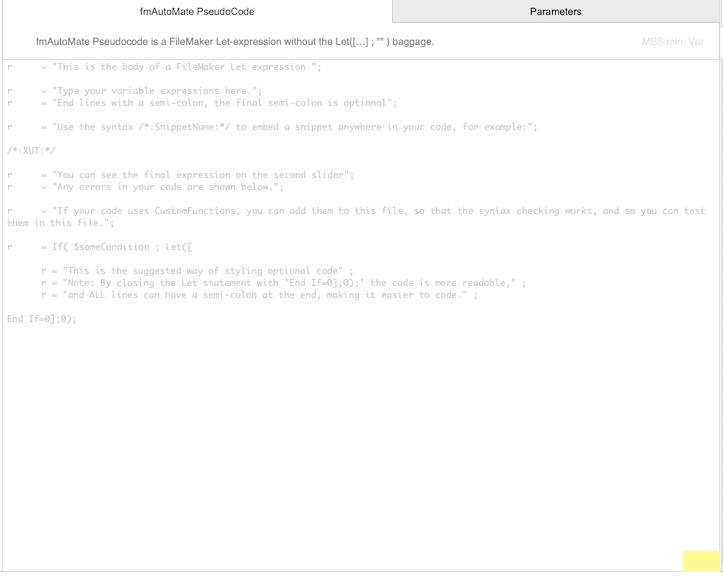 fmAutoMate PseudoCode
Parameters
fmAutoMate Pseudocode is a FileMaker Let-expression without the Let([...] ; "" ) baggage.
MBS min. Ver
r = "This is the body of a FileMaker Let expression ";
r = "Type your variable expressions here.";
r = "End lines with a semi-colon, the final semi-colon is optional";
r = "Use the syntax /*:SnippetName:*/ to embed a snippet anywhere in your code, for example:";
/*:XUT:*/
r = "You can see the final expression on the second slider";
r = "Any errors in your code are shown below.";
r = "If your code uses CustomFunctions, you can add them to this file, so that the syntax checking works, and so you can test
them in this file.";
r = If( $someCondition ; Let([
r = "This is the suggested way of styling optional code" ;
r = "Note: By closing the Let statement with 'End If=0];0);' the code is more readable," ;
r = "and ALL lines can have a semi-colon at the end, making it easier to code." ;
End If=0];0);